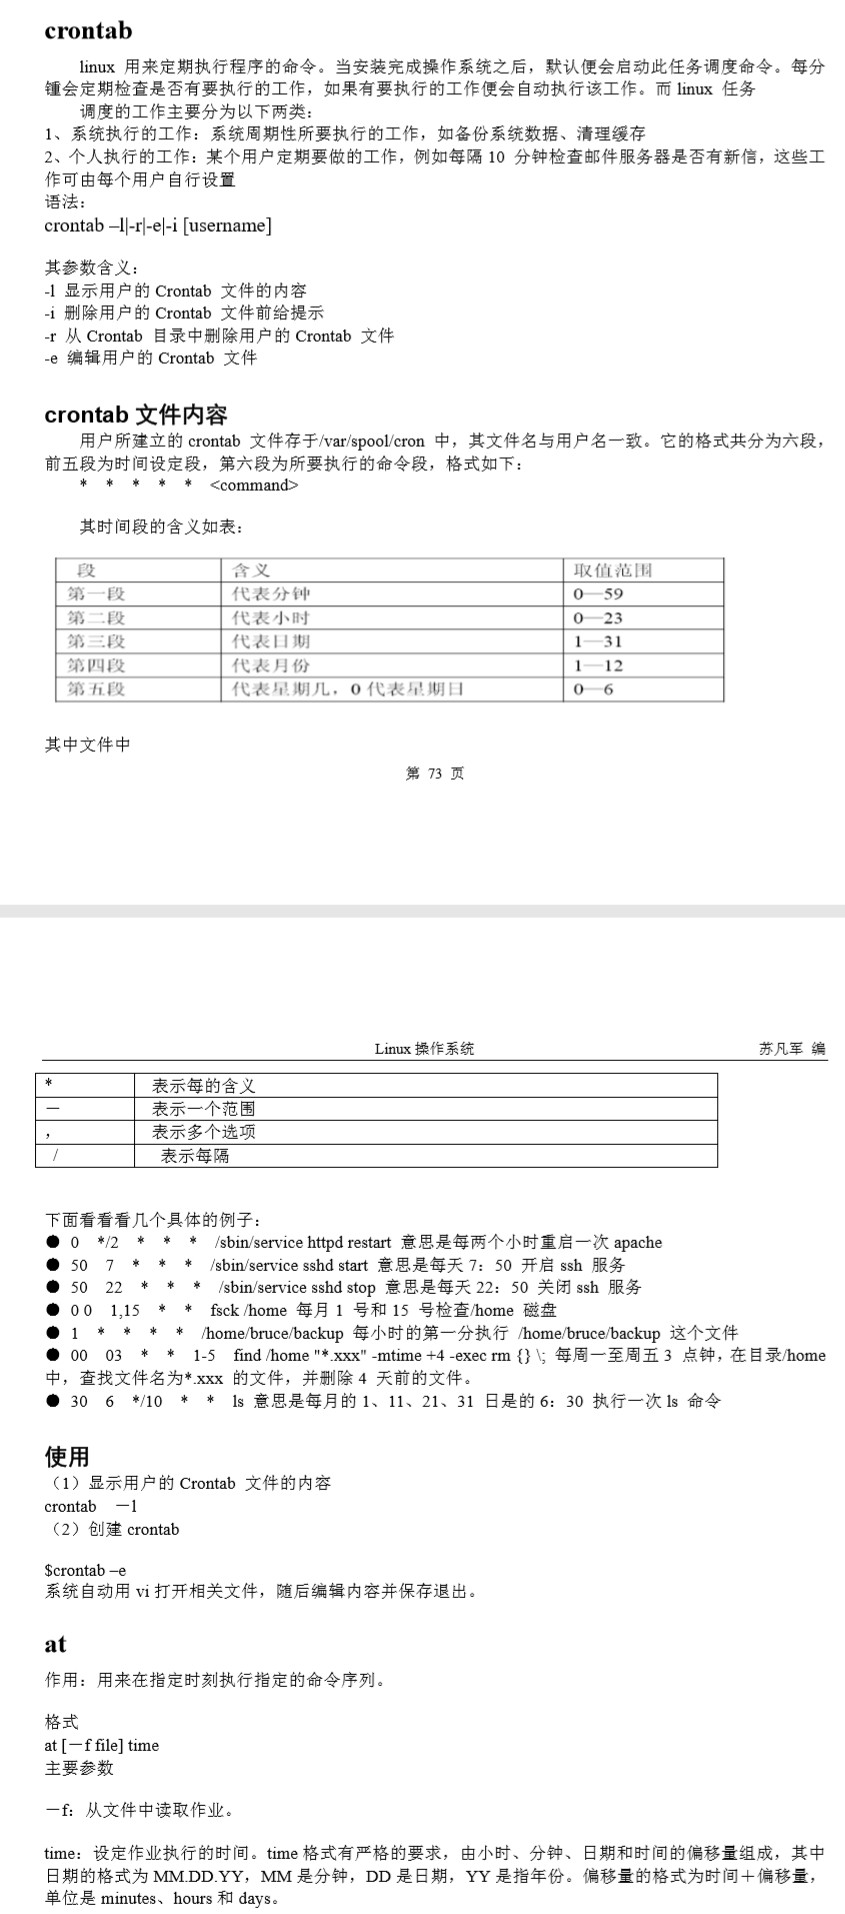 crontab
linux 用来定期执行程序的命令。当安装完成操作系统之后，默认便会启动此任务调度命令。每分
锺会定期检查是否有要执行的工作，如果有要执行的工作便会自动执行该工作。而 linux 任务
调度的工作主要分为以下两类：
1、系统执行的工作：系统周期性所要执行的工作，如备份系统数据、清理缓存
2、个人执行的工作：某个用户定期要做的工作，例如每隔 10 分钟检查邮件服务器是否有新信，这些工
作可由每个用户自行设置
语法：
crontab –l|-r|-e|-i [username]
其参数含义：
-l 显示用户的 Crontab 文件的内容
-i 删除用户的 Crontab 文件前给提示
-r 从 Crontab 目录中删除用户的 Crontab 文件
-e 编辑用户的 Crontab 文件
crontab 文件内容
用户所建立的 crontab 文件存于/var/spool/cron 中，其文件名与用户名一致。它的格式共分为六段，
前五段为时间设定段，第六段为所要执行的命令段，格式如下：
* * * * * <command>
其时间段的含义如表：
段 含义 取值范围
第一段 代表分钟 0—59
第二段 代表小时 0—23
第三段 代表日期 1—31
第四段 代表月份 1—12
第五段 代表星期几，0 代表星期日 0—6
其中文件中
第 73 页
Linux 操作系统 苏凡军 编
* 表示每的含义
－ 表示一个范围
， 表示多个选项
/ 表示每隔
下面看看看几个具体的例子：
● 0 */2 * * * /sbin/service httpd restart 意思是每两个小时重启一次 apache
● 50 7 * * * /sbin/service sshd start 意思是每天 7：50 开启 ssh 服务
● 50 22 * * * /sbin/service sshd stop 意思是每天 22：50 关闭 ssh 服务
● 0 0 1,15 * * fsck /home 每月 1 号和 15 号检查/home 磁盘
● 1 * * * * /home/bruce/backup 每小时的第一分执行 /home/bruce/backup 这个文件
● 00 03 * * 1-5 find /home "*.xxx" -mtime +4 -exec rm {} \; 每周一至周五 3 点钟，在目录/home
中，查找文件名为*.xxx 的文件，并删除 4 天前的文件。
● 30 6 */10 * * ls 意思是每月的 1、11、21、31 日是的 6：30 执行一次 ls 命令
使用
（1）显示用户的 Crontab 文件的内容
crontab －l
（2）创建 crontab
$crontab –e
系统自动用 vi 打开相关文件，随后编辑内容并保存退出。
at
作用：用来在指定时刻执行指定的命令序列。
格式
at [－f file] time
主要参数
－f：从文件中读取作业。
time：设定作业执行的时间。time 格式有严格的要求，由小时、分钟、日期和时间的偏移量组成，其中
日期的格式为 MM.DD.YY，MM 是分钟，DD 是日期，YY 是指年份。偏移量的格式为时间＋偏移量，
单位是 minutes、hours 和 days。